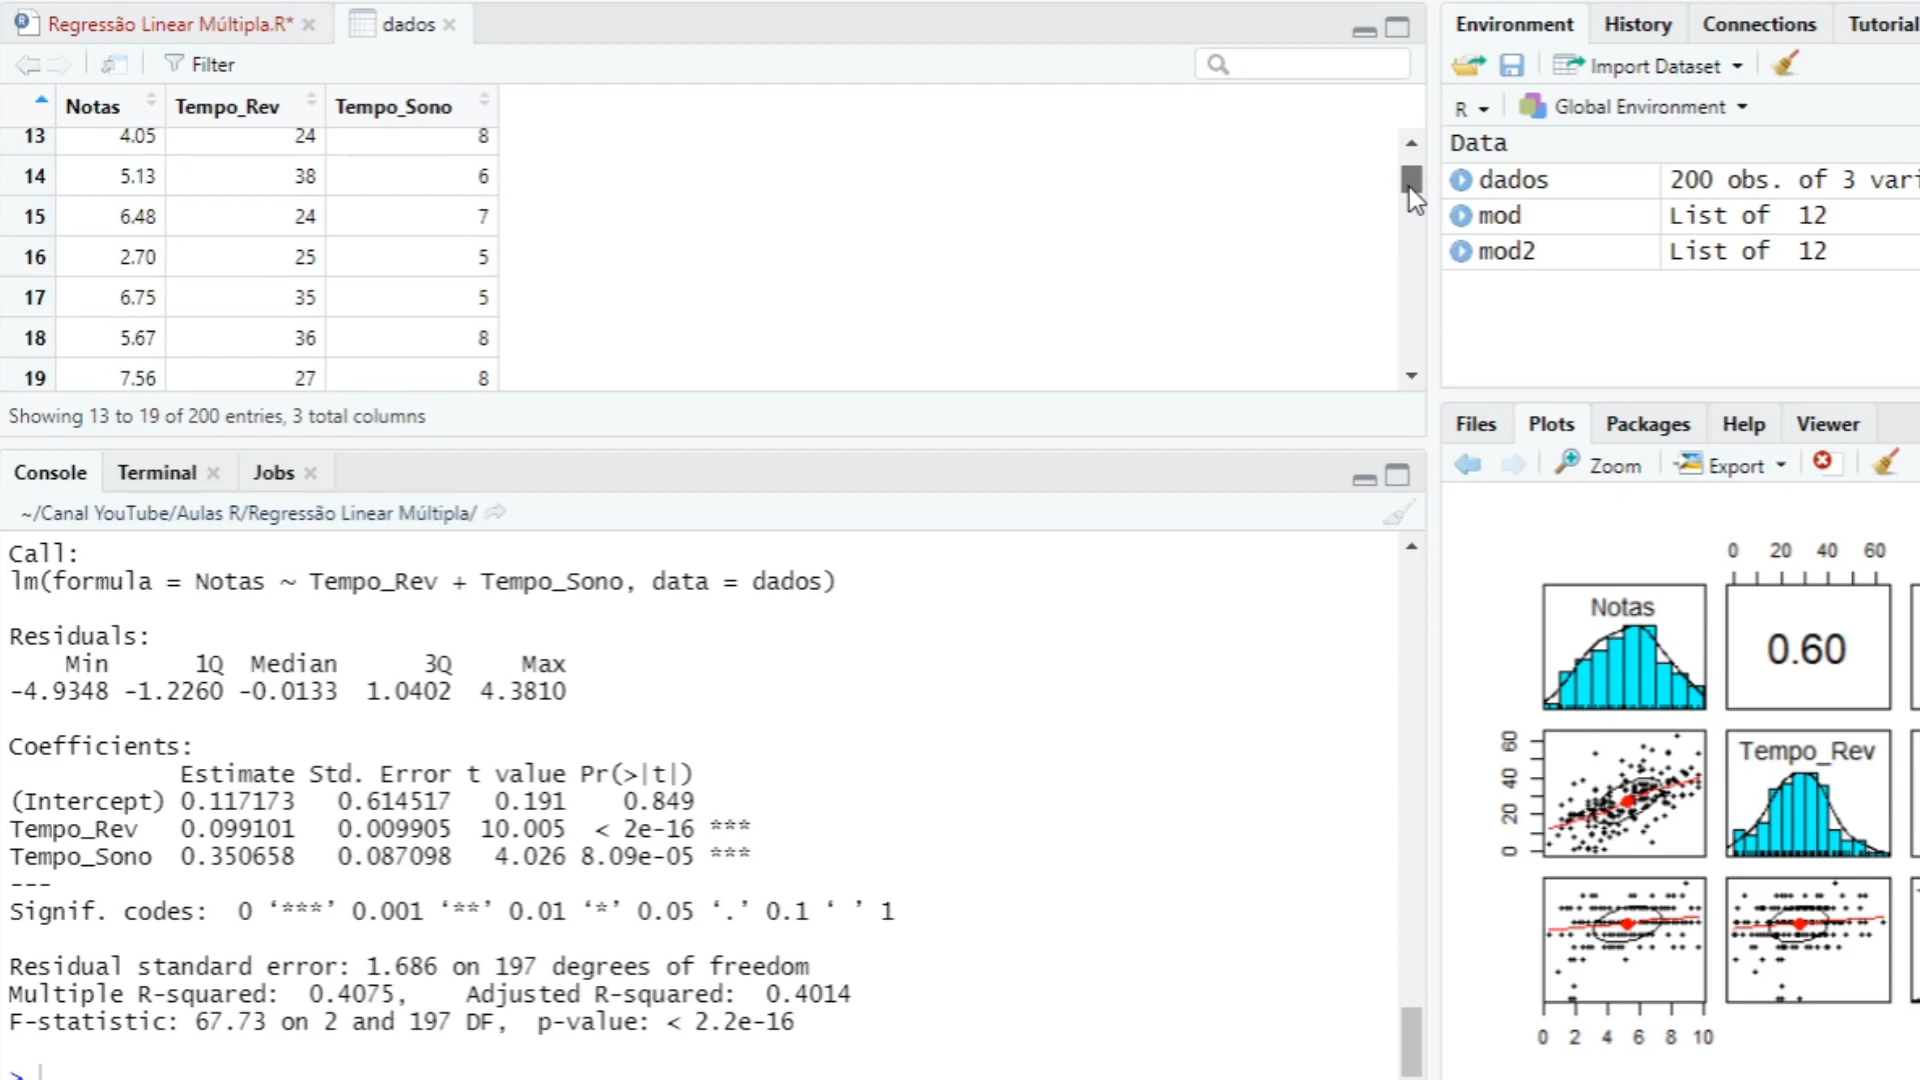 Regressão Linear Múltipla.R* dados
Filter
Notas Tempo_Rev Tempo_Sono
13 4.05 24 8
14 5.13 38 6
15 6.48 24 7
16 2.70 25 5
17 6.75 35 5
18 5.67 36 8
19 7.56 27 8
Showing 13 to 19 of 200 entries, 3 total columns
Console Terminal Jobs
~/Canal YouTube/Aulas R/Regressão Linear Múltipla/
Call:
lm(formula = Notas ~ Tempo_Rev + Tempo_Sono, data = dados)
Residuals:
Min 1Q Median 3Q Max
-4.9348 -1.2260 -0.0133 1.0402 4.3810
Coefficients:
Estimate Std. Error t value Pr(>|t|)
(Intercept) 0.117173 0.614517 0.191 0.849
Tempo_Rev 0.099101 0.009905 10.005 < 2e-16 ***
Tempo_Sono 0.350658 0.087098 4.026 8.09e-05 ***
---
Signif. codes: 0 ‘***’ 0.001 ‘**’ 0.01 ‘*’ 0.05 ‘.’ 0.1 ‘ ’ 1
Residual standard error: 1.686 on 197 degrees of freedom
Multiple R-squared: 0.4075, Adjusted R-squared: 0.4014
F-statistic: 67.73 on 2 and 197 DF, p-value: < 2.2e-16
>
Environment History Connections Tutorial
Import Dataset
R Global Environment
Data
dados 200 obs. of 3 vari
mod List of 12
mod2 List of 12
Files Plots Packages Help Viewer
Zoom Export
0 20 40 60
Notas
0.60
Tempo_Rev
0 20 40 60
0 2 4 6 8 10